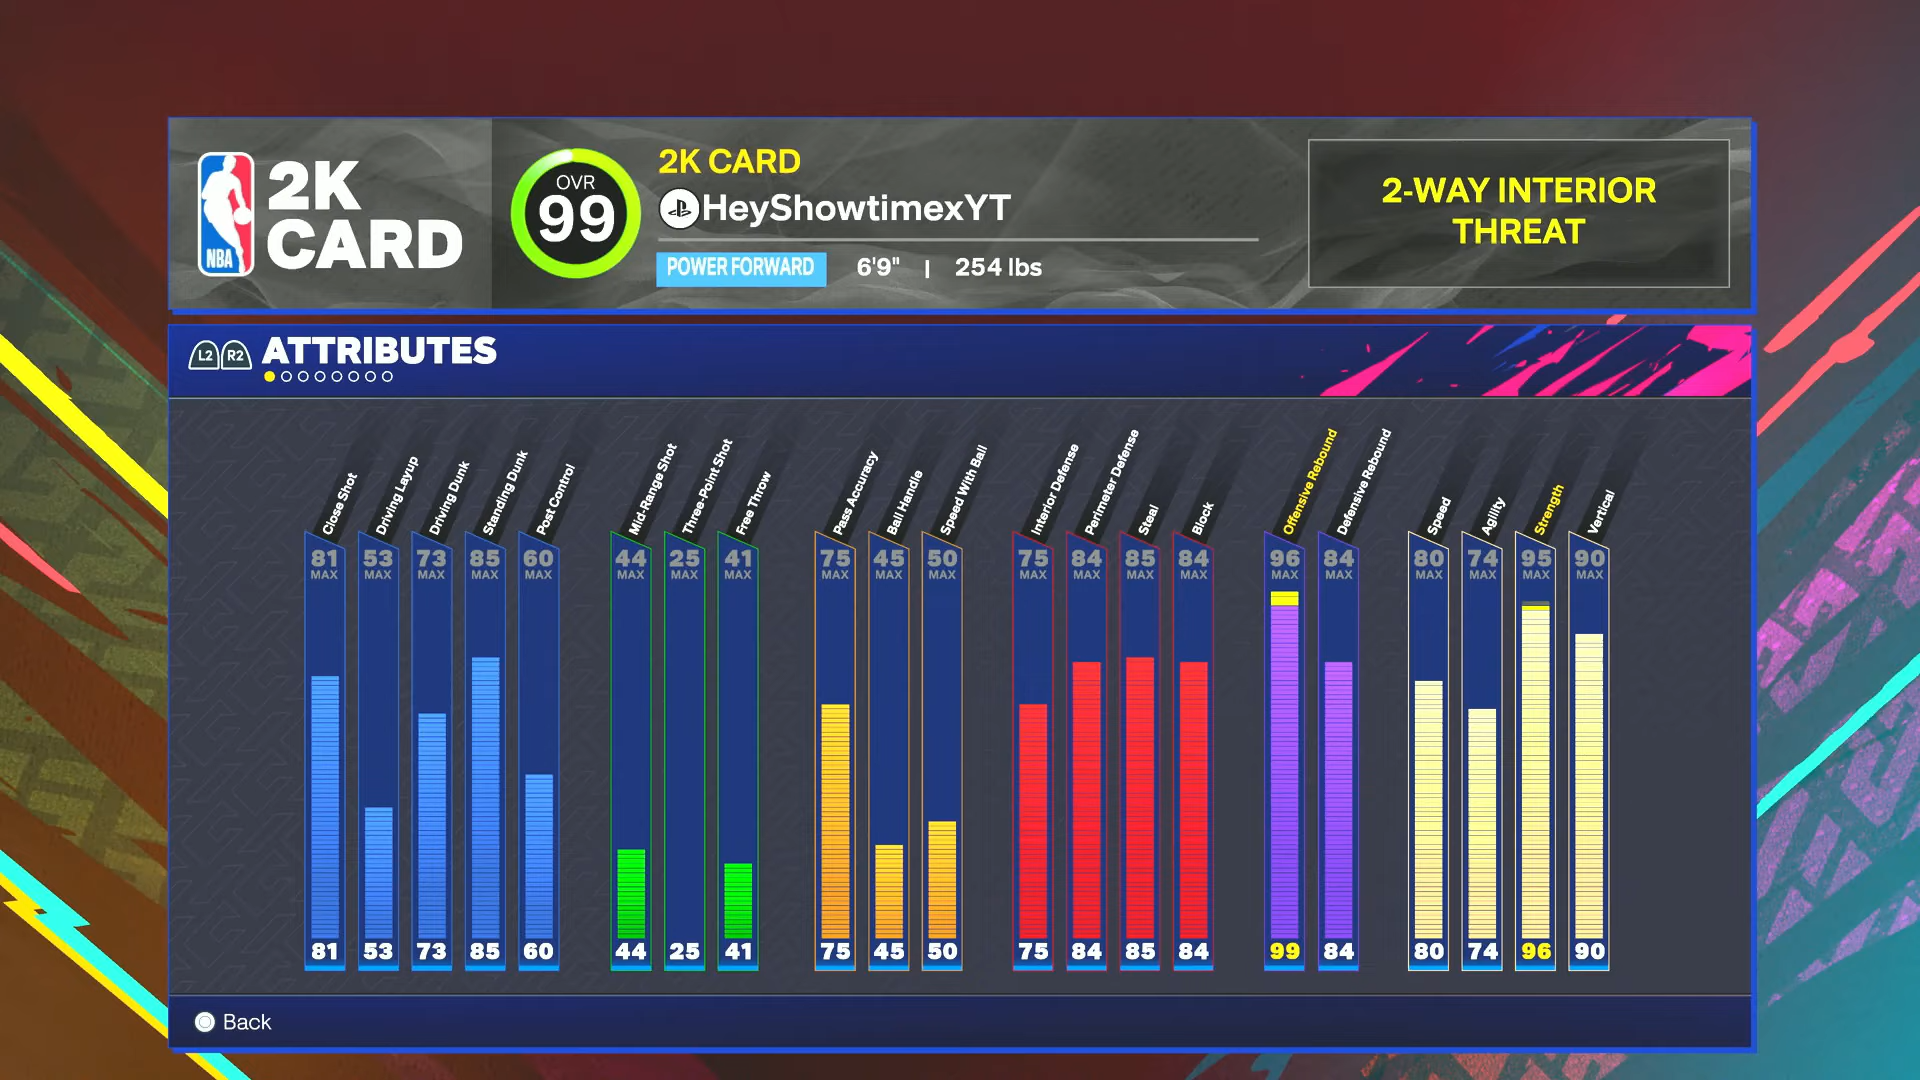 NBA
2K
CARD
OVR
99
2K CARD
HeyShowtimexYT
POWER FORWARD 6'9" | 254 lbs
2-WAY INTERIOR
THREAT
L2 R2 ATTRIBUTES
Close Shot Driving Layup Driving Dunk Standing Dunk Post Control Mid-Range Shot Three-Point Shot Free Throw Pass Accuracy Ball Handle Speed With Ball Interior Defense Perimeter Defense Steal Block Offensive Rebound Defensive Rebound Speed Agility Strength Vertical
81 53 73 85 60 44 25 41 75 45 50 75 84 85 84 96 84 80 74 95 90
MAX MAX MAX MAX MAX MAX MAX MAX MAX MAX MAX MAX MAX MAX MAX MAX MAX MAX MAX MAX MAX
81 53 73 85 60 44 25 41 75 45 50 75 84 85 84 99 84 80 74 96 90
Back